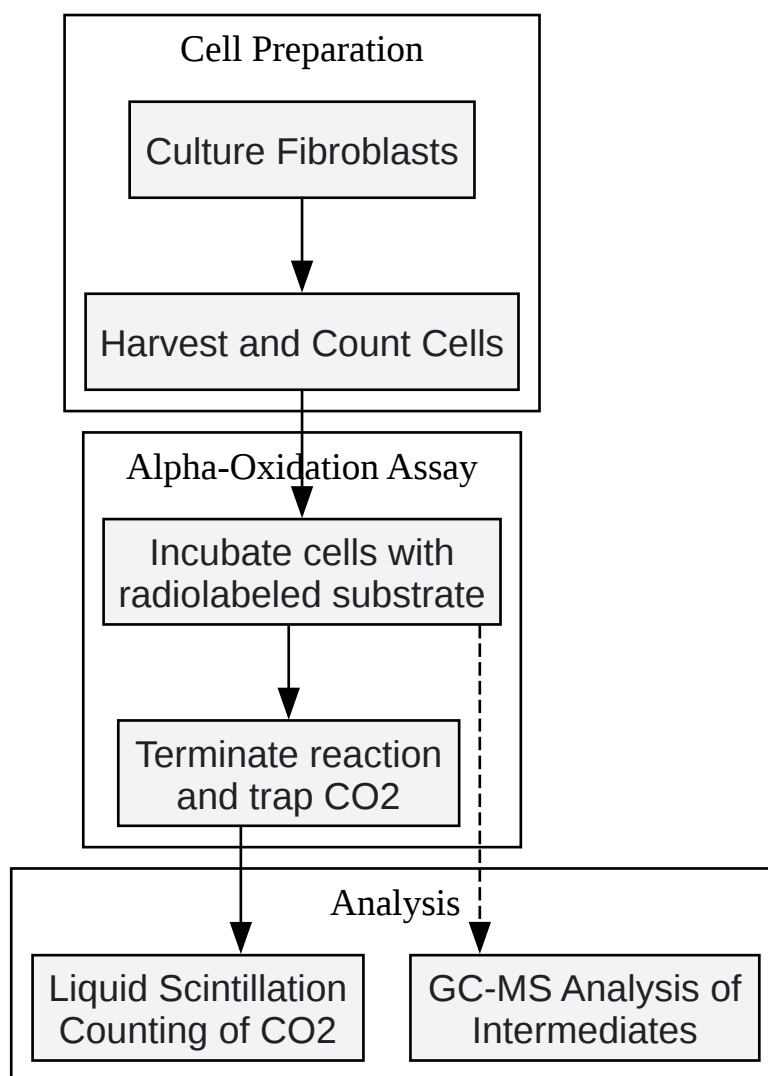 Cell Preparation
Culture Fibroblasts
Harvest and Count Cells
Alpha-Oxidation Assay
Incubate cells with
radiolabeled substrate
Terminate reaction
and trap CO2
Analysis
Liquid Scintillation
Counting of CO2
GC-MS Analysis of
Intermediates